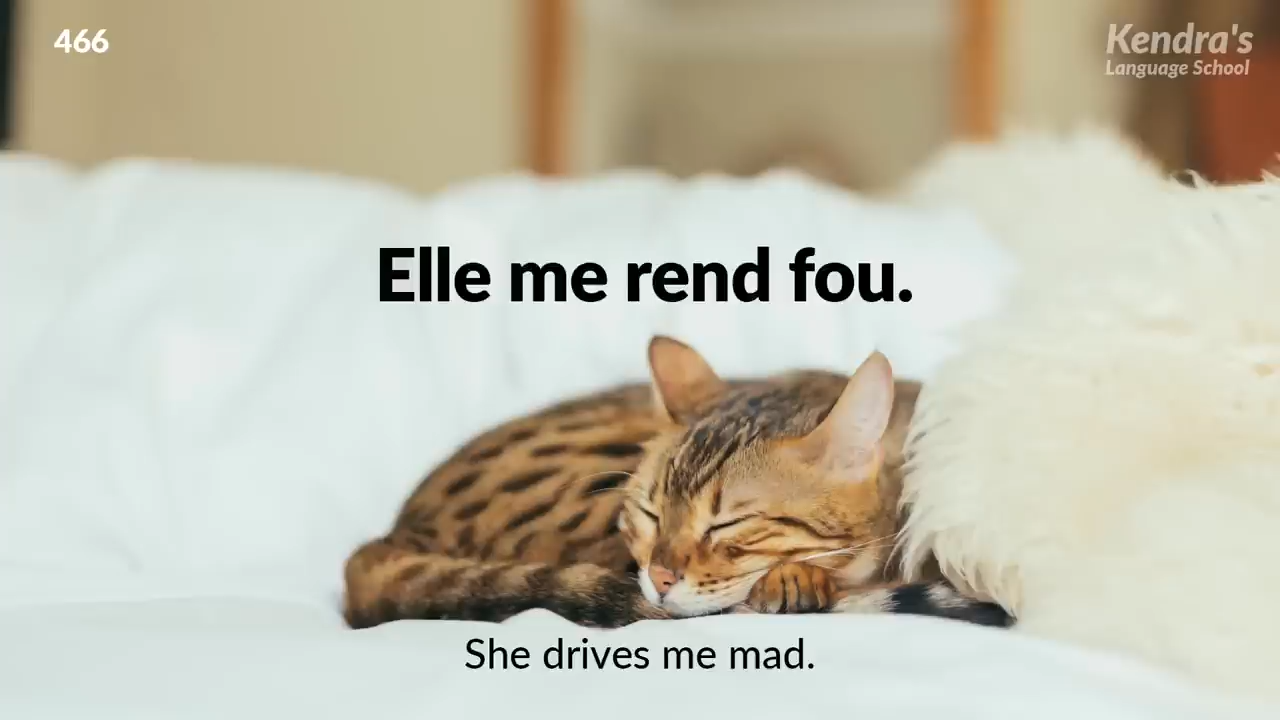 466
Kendra's
Language School
Elle me rend fou.
She drives me mad.